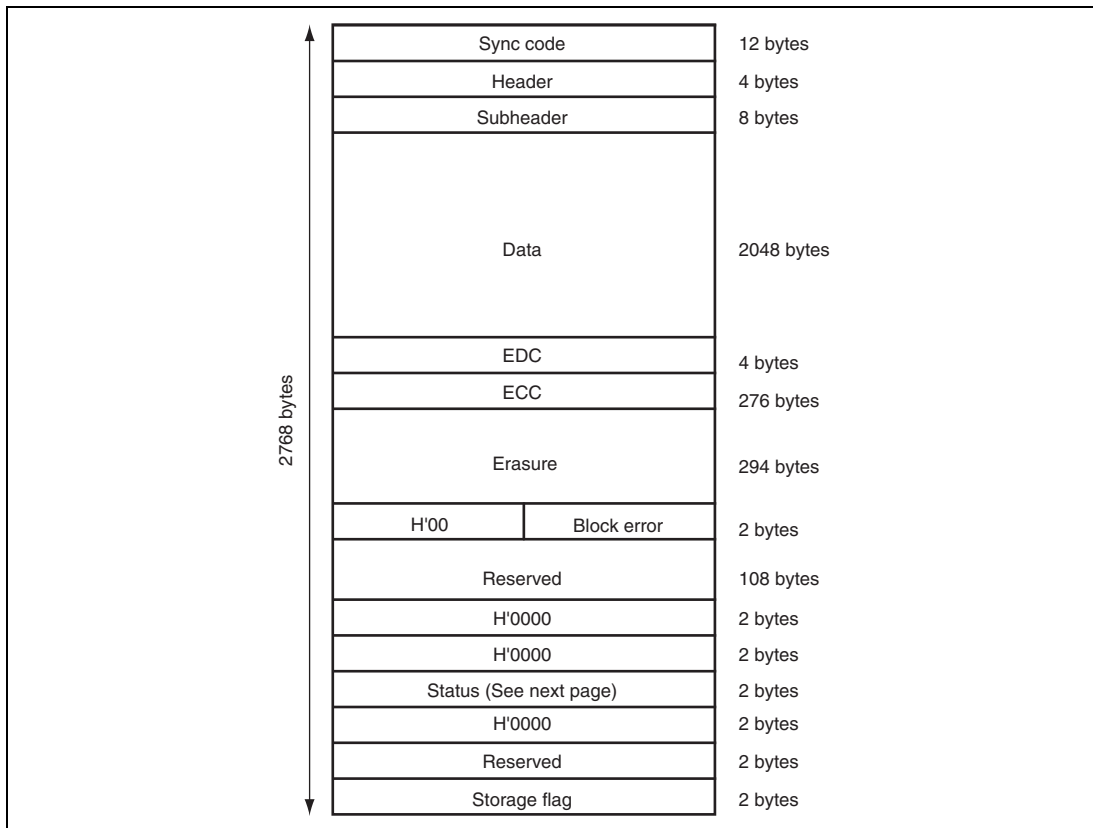 Sync code 12 bytes
Header 4 bytes
Subheader 8 bytes
Data 2048 bytes
EDC 4 bytes
ECC 276 bytes
2768 bytes
Erasure 294 bytes
H'00 Block error 2 bytes
Reserved 108 bytes
H'0000 2 bytes
H'0000 2 bytes
Status (See next page) 2 bytes
H'0000 2 bytes
Reserved 2 bytes
Storage flag 2 bytes